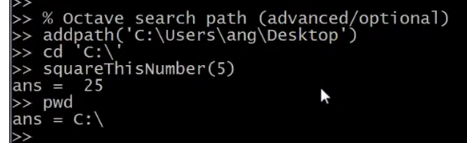 >>
>> % Octave search path (advanced/optional)
>> addpath('C:\Users\ang\Desktop')
>> cd 'C:\'
>> squareThisNumber(5)
ans =  25
>> pwd
ans = C:\
>>